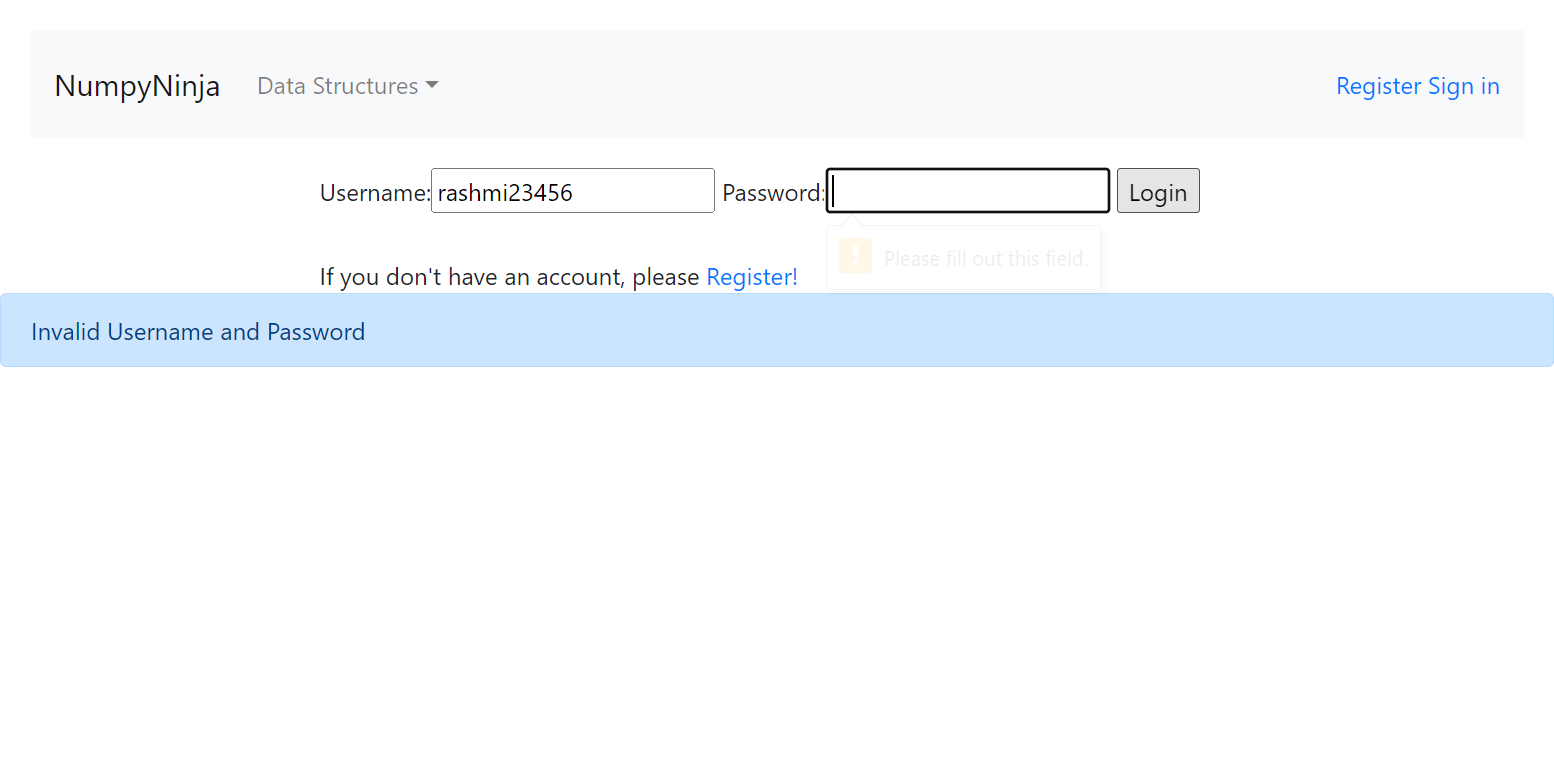 NumpyNinja Data Structures Register Sign in
Username: rashmi23456 Password: Login
Please fill out this field.
If you don't have an account, please Register!
Invalid Username and Password